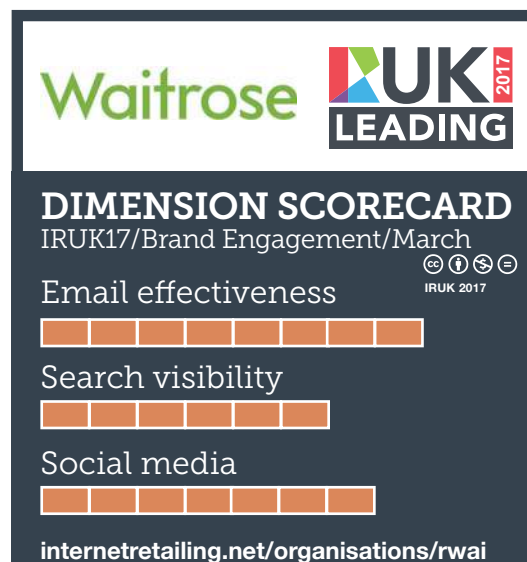 Waitrose
UK 2017
LEADING
DIMENSION SCORECARD
IRUK17/Brand Engagement/March
cc
IRUK 2017
Email effectiveness
Search visibility
Social media
internetretailing.net/organisations/rwai